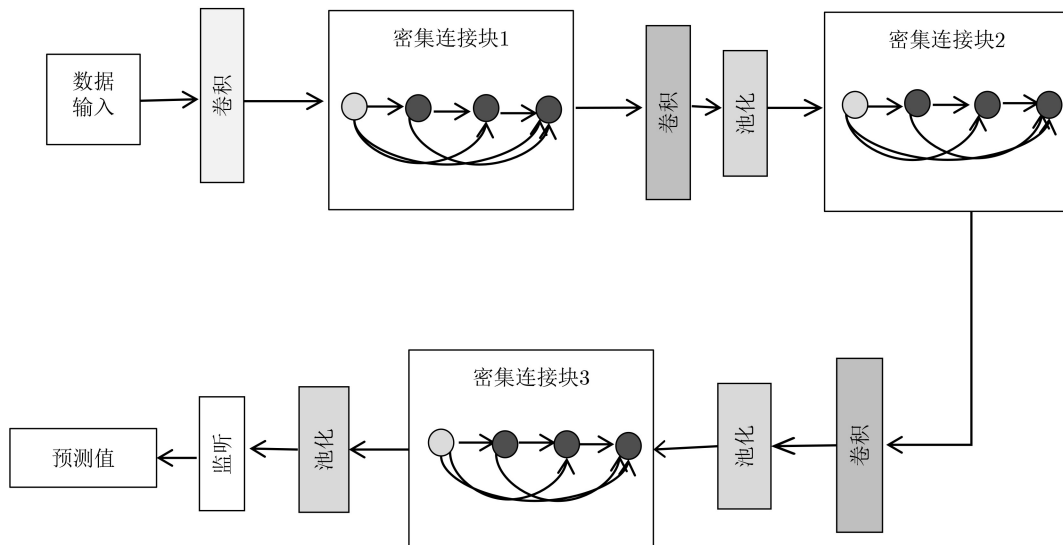 数据
输入
卷积
密集连接块1
卷积
池化
密集连接块2
卷积
池化
密集连接块3
池化
监听
预测值